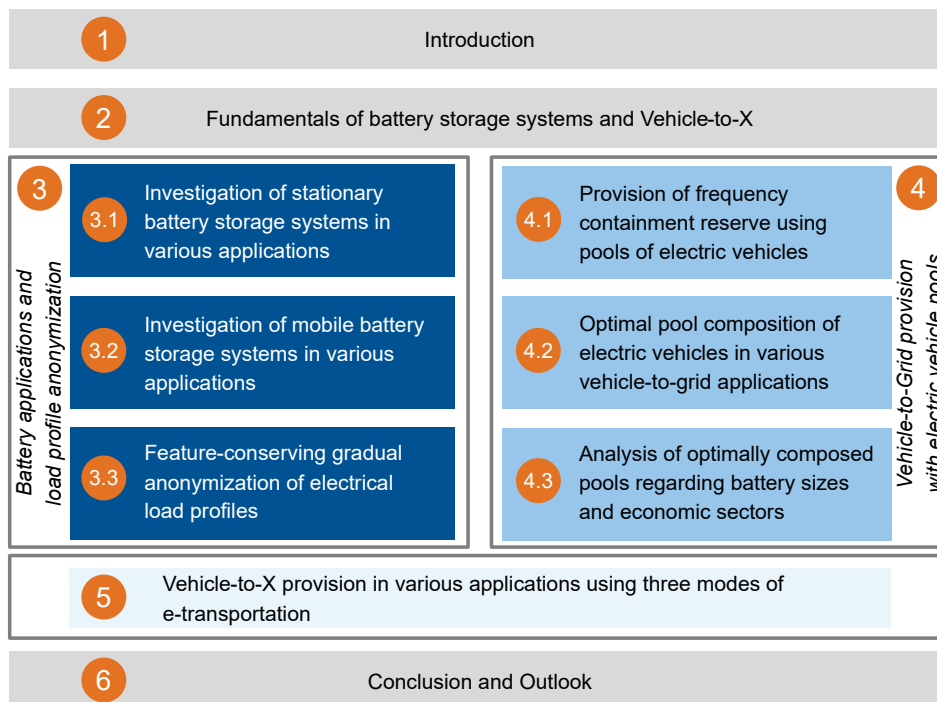 1
Introduction
2
Fundamentals of battery storage systems and Vehicle-to-X
3
Battery applications and
load profile anonymization
3.1
Investigation of stationary
battery storage systems in
various applications
3.2
Investigation of mobile battery
storage systems in various
applications
3.3
Feature-conserving gradual
anonymization of electrical
load profiles
4
Vehicle-to-Grid provision
with electric vehicle pools
4.1
Provision of frequency
containment reserve using
pools of electric vehicles
4.2
Optimal pool composition of
electric vehicles in various
vehicle-to-grid applications
4.3
Analysis of optimally composed
pools regarding battery sizes
and economic sectors
5
Vehicle-to-X provision in various applications using three modes of
e-transportation
6
Conclusion and Outlook